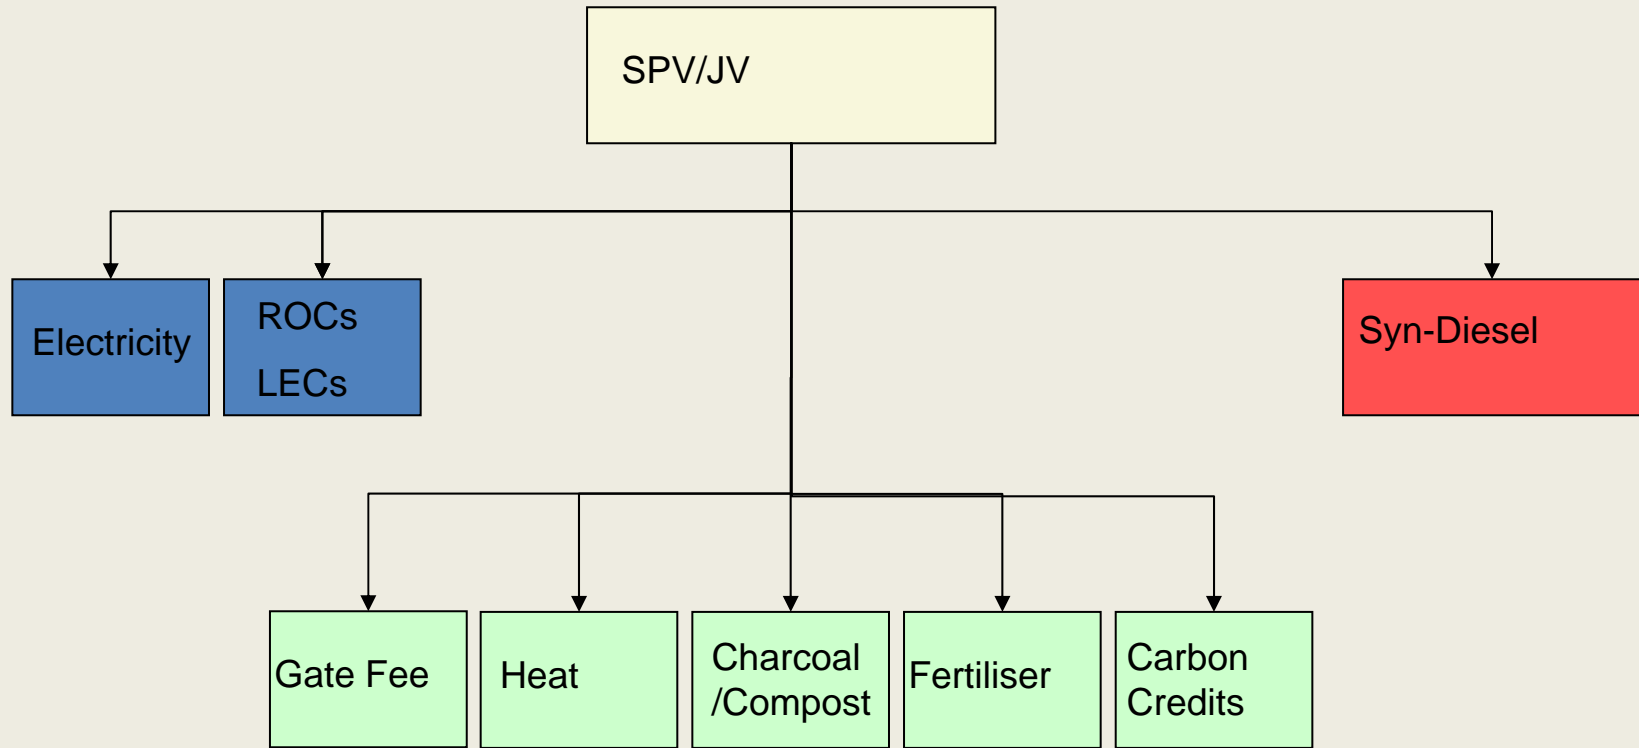 SPV/JV
Electricity
ROCs
LECs
Syn-Diesel
Gate Fee
Heat
Charcoal
/Compost
Fertiliser
Carbon
Credits